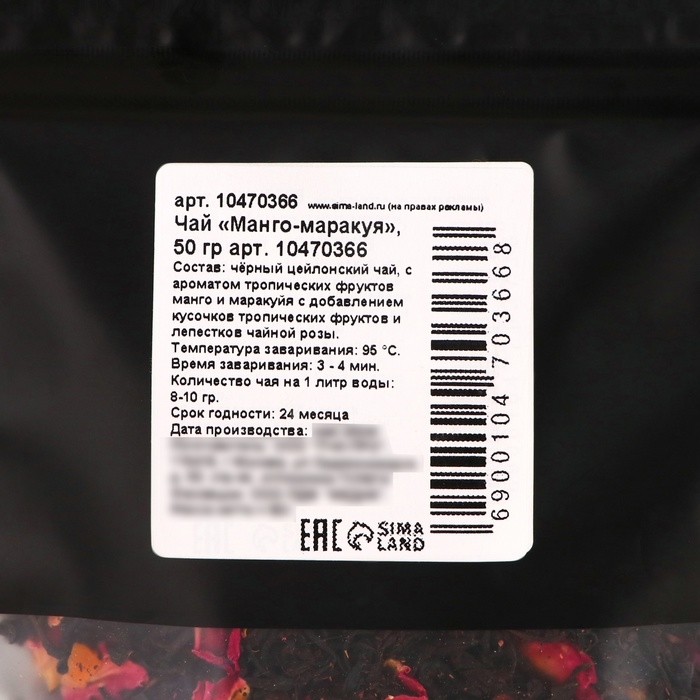 арт. 10470366 www.sima-land.ru (на правах рекламы)
Чай «Манго-маракуя»,
50 гр арт. 10470366
Состав: чёрный цейлонский чай, с
ароматом тропических фруктов
манго и маракуйя с добавлением
кусочков тропических фруктов и
лепестков чайной розы.
Температура заваривания: 95 °С.
Время заваривания: 3 - 4 мин.
Количество чая на 1 литр воды:
8-10 гр.
Срок годности: 24 месяца
Дата производства:
EAC SIMA
LAND
6900104703668